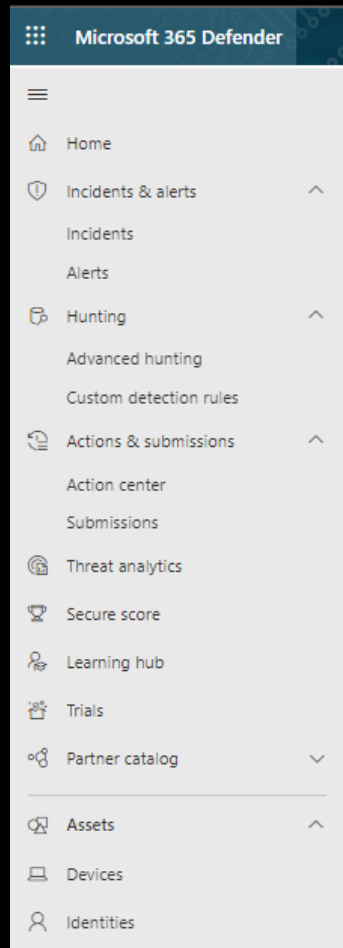 Microsoft 365 Defender
Home
Incidents & alerts
Incidents
Alerts
Hunting
Advanced hunting
Custom detection rules
Actions & submissions
Action center
Submissions
Threat analytics
Secure score
Learning hub
Trials
Partner catalog
Assets
Devices
Identities